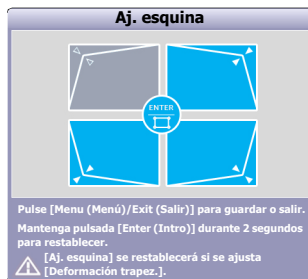 Aj. esquina
ENTER
Pulse [Menu (Menú)/Exit (Salir)] para guardar o salir.
Mantenga pulsada [Enter (Intro)] durante 2 segundos
para restablecer.
[Aj. esquina] se restablecerá si se ajusta
[Deformación trapez.].